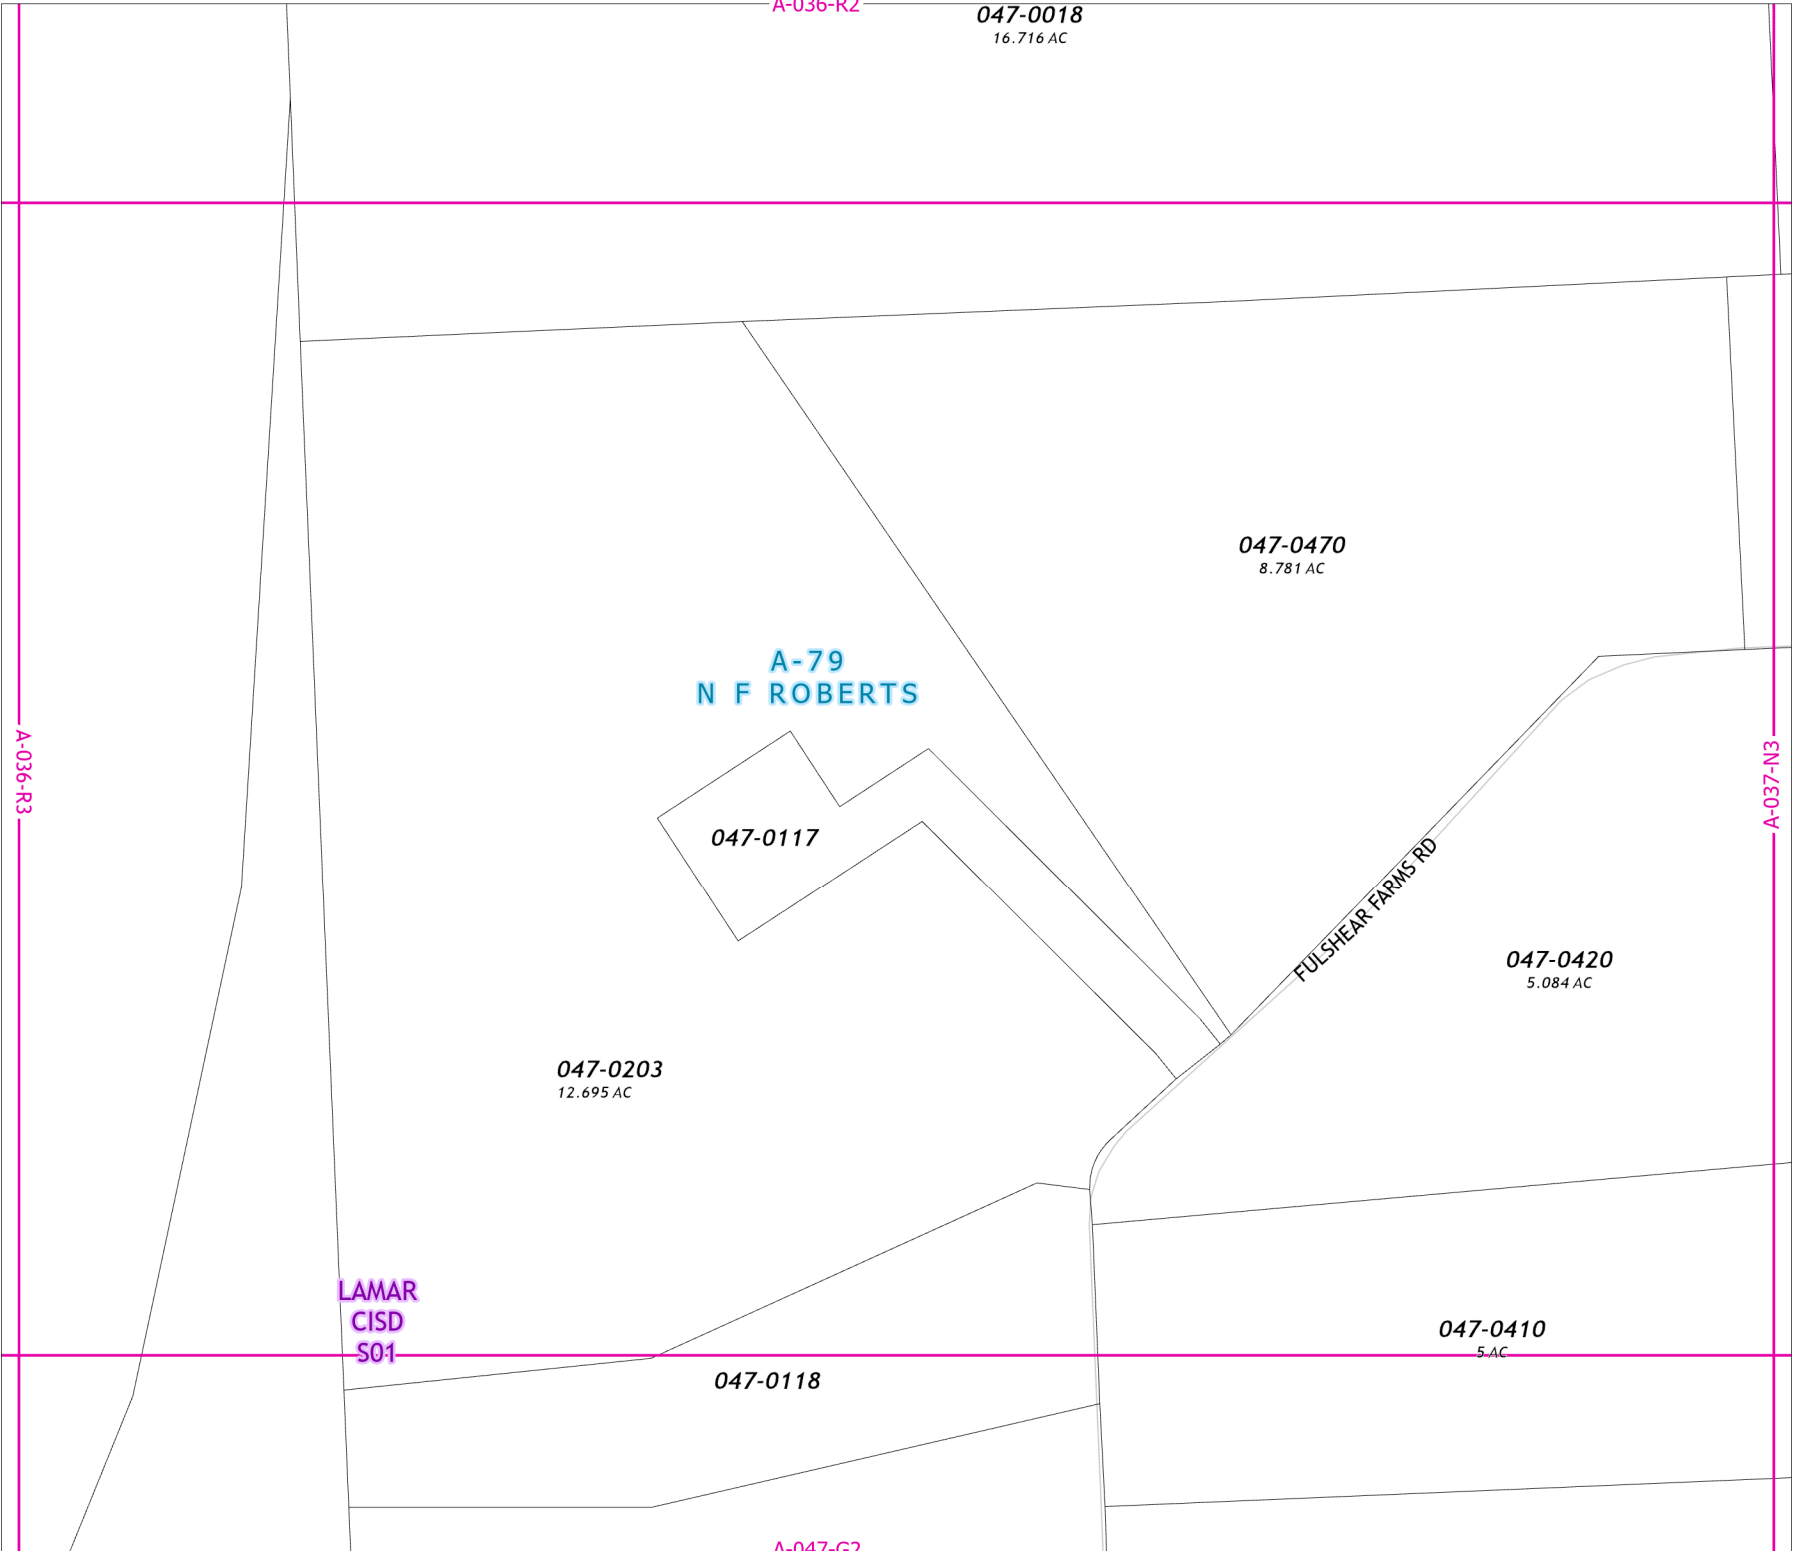 A-036-R2
047-0018
16.716 AC
047-0470
8.781 AC
A-79
N F ROBERTS
A-036-R3
A-037-N3
047-0117
FULSHEAR FARMS RD
047-0420
5.084 AC
047-0203
12.695 AC
LAMAR
CISD
S01
047-0410
5 AC
047-0118
A-047-G2